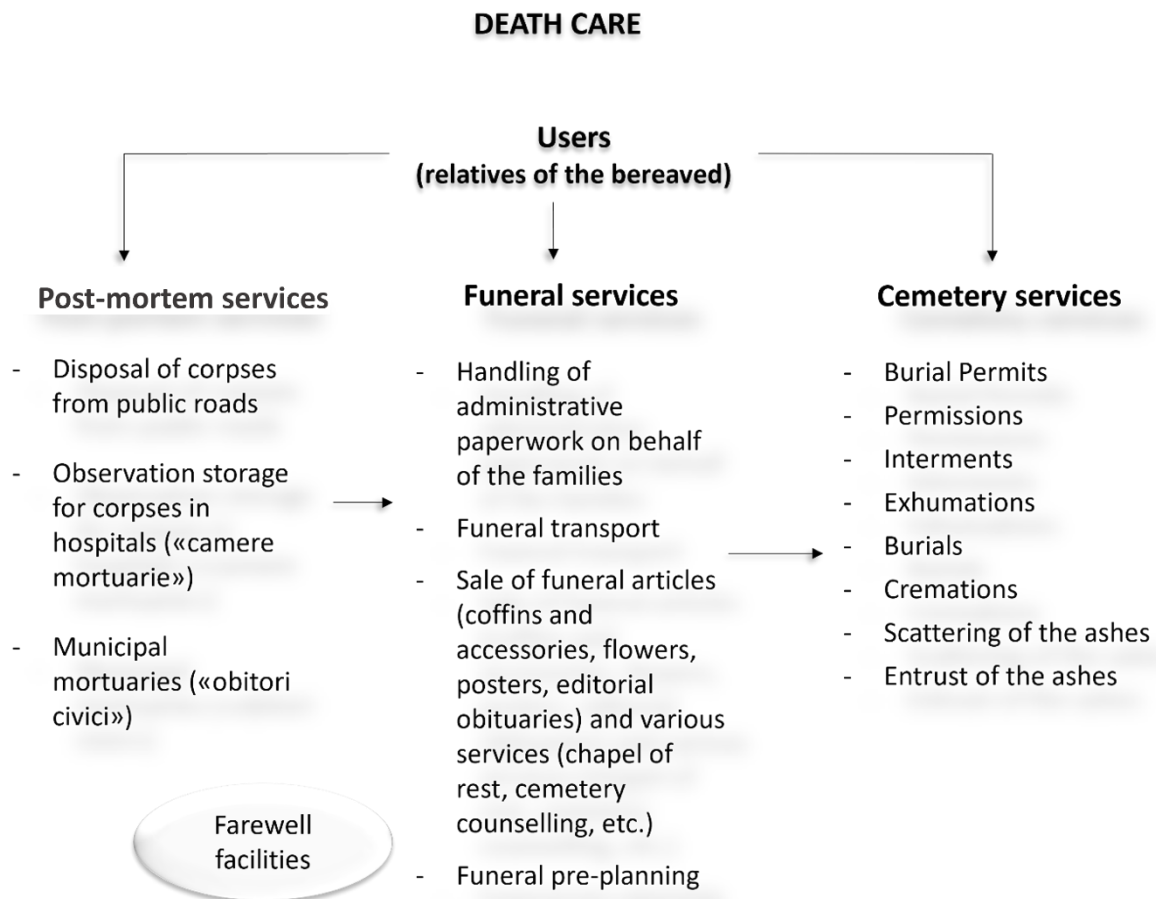 DEATH CARE
Users
(relatives of the bereaved)
Post-mortem services
- Disposal of corpses
from public roads
- Observation storage
for corpses in
hospitals («camere
mortuarie»)
- Municipal
mortuaries («obitori
civici»)
Farewell
facilities
Funeral services
- Handling of
administrative
paperwork on behalf
of the families
- Funeral transport
- Sale of funeral articles
(coffins and
accessories, flowers,
posters, editorial
obituaries) and various
services (chapel of
rest, cemetery
counselling, etc.)
- Funeral pre-planning
Cemetery services
- Burial Permits
- Permissions
- Interments
- Exhumations
- Burials
- Cremations
- Scattering of the ashes
- Entrust of the ashes